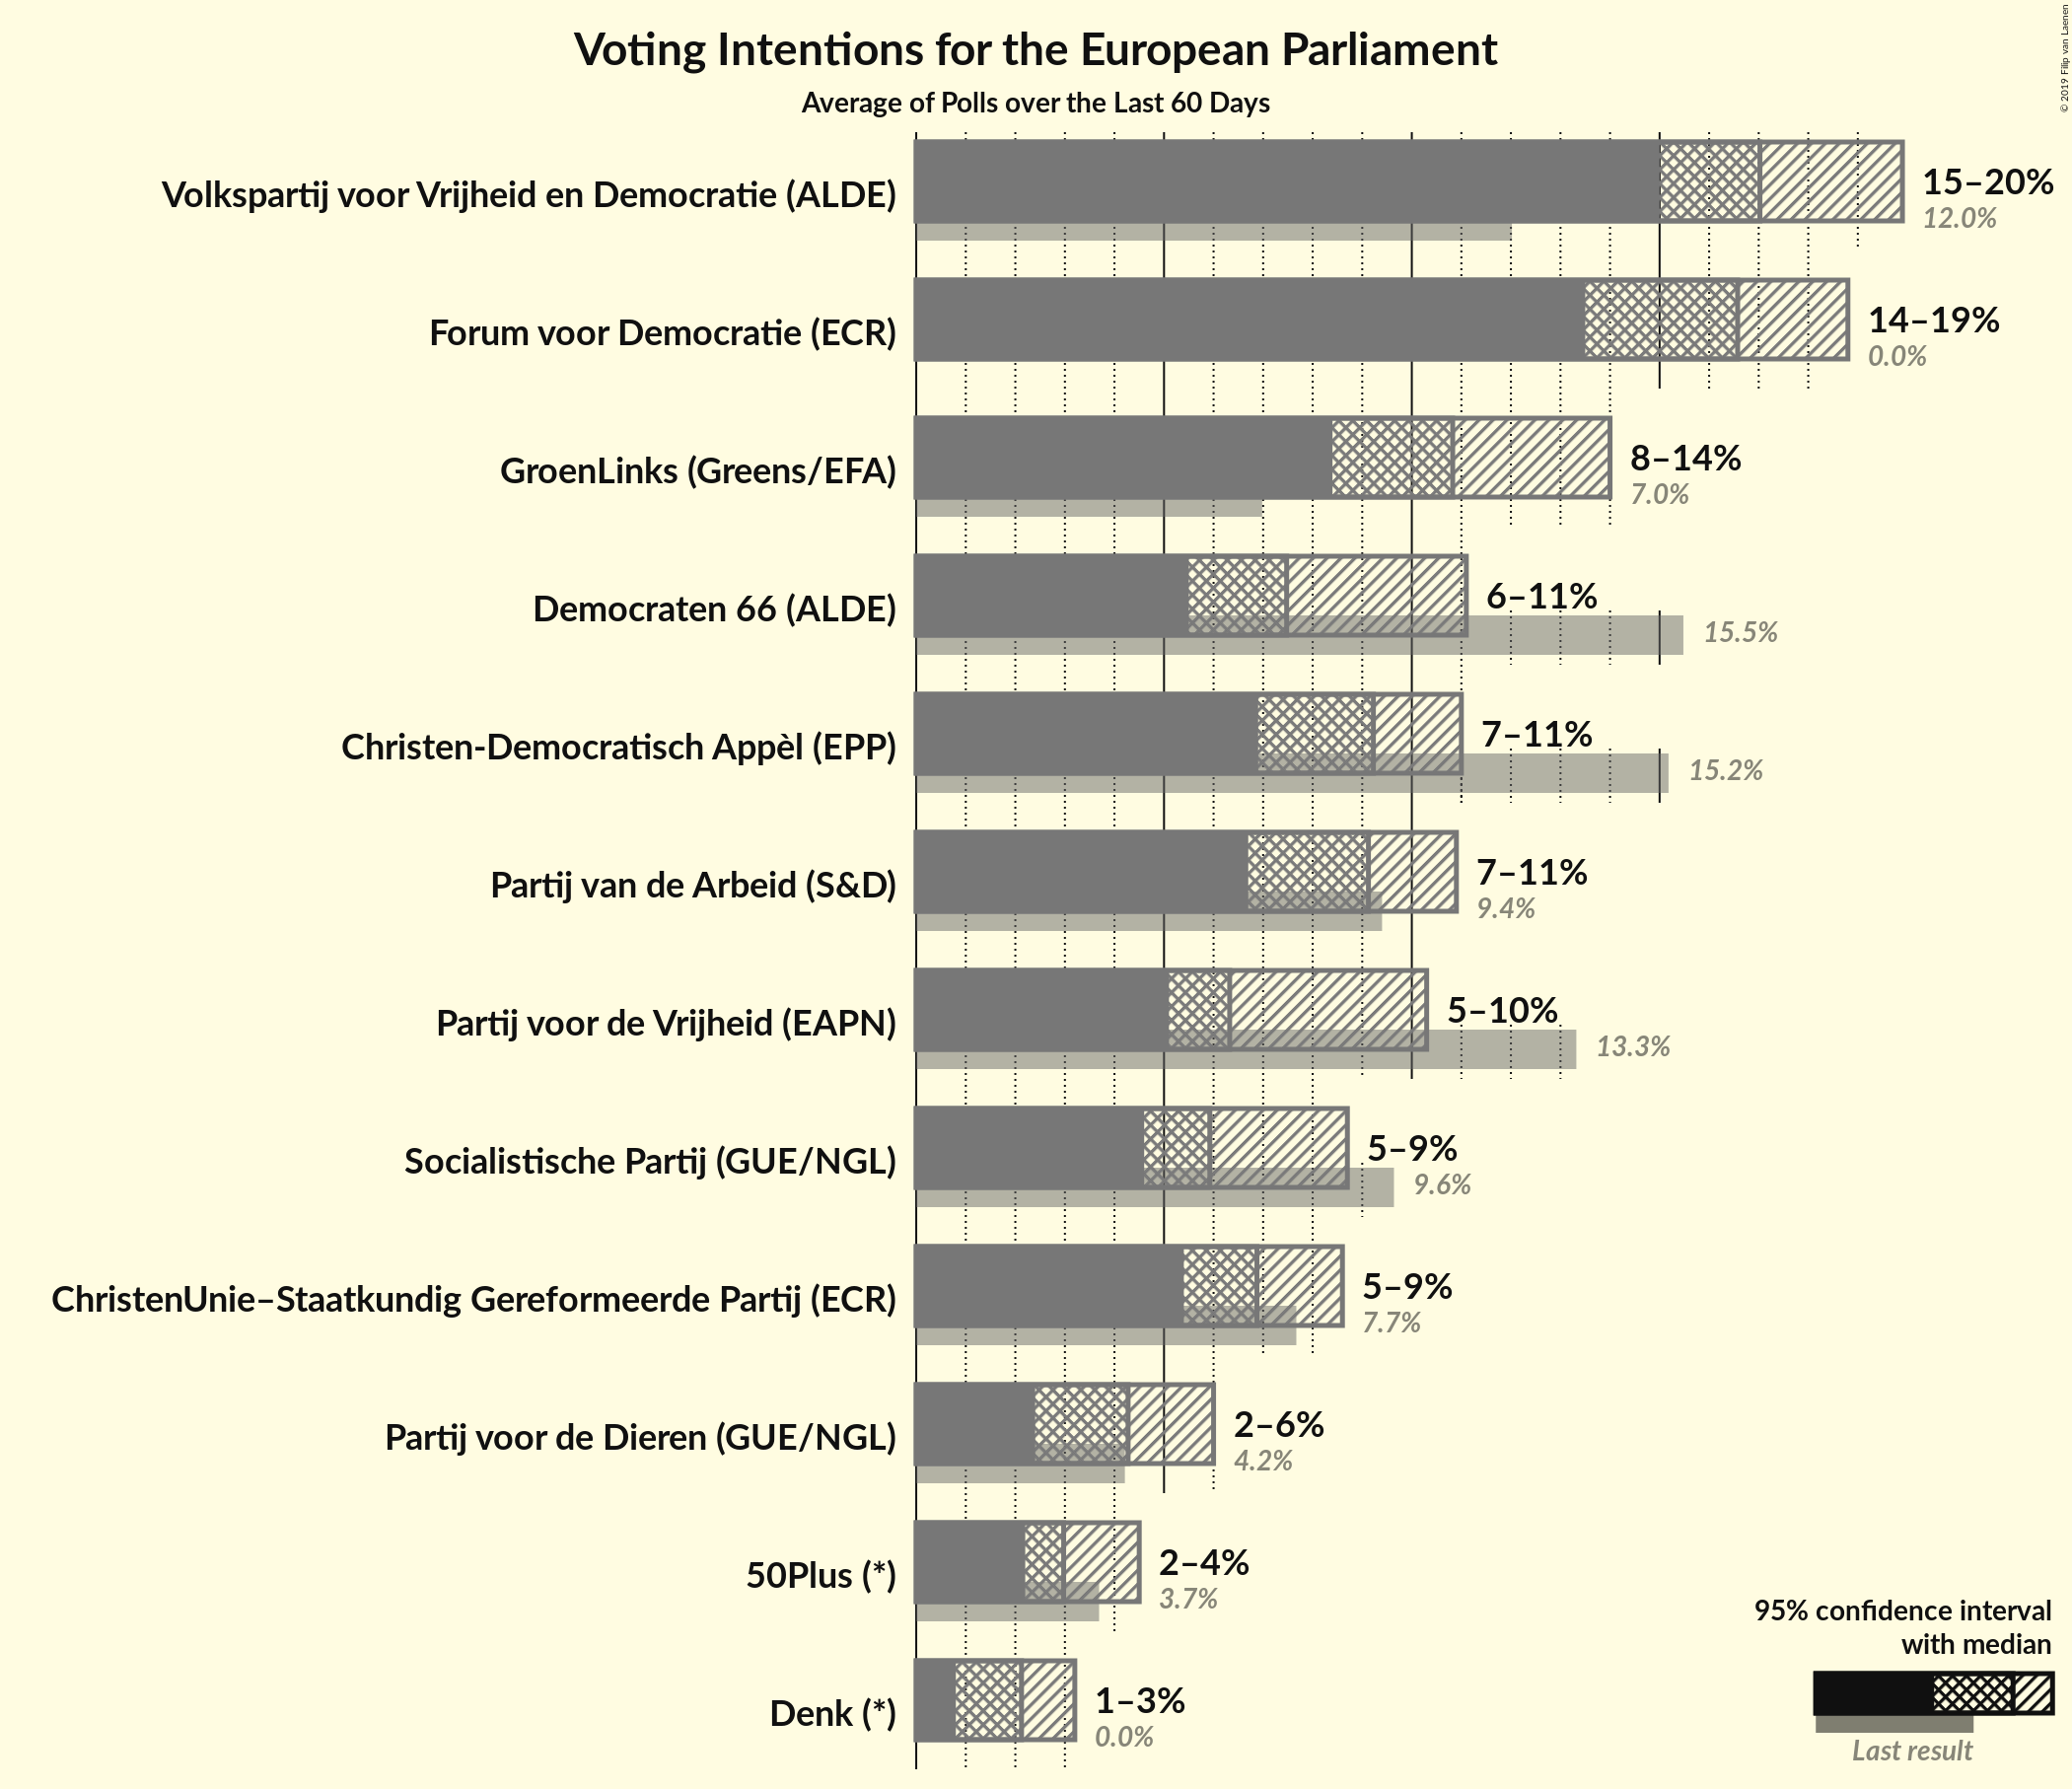 Voting Intentions for the European Parliament
Average of Polls over the Last 60 Days
© 2019 Filip van Laenen
Volkspartij voor Vrijheid en Democratie (ALDE)
15–20%
12.0%
Forum voor Democratie (ECR)
14–19%
0.0%
GroenLinks (Greens/EFA)
8–14%
7.0%
Democraten 66 (ALDE)
6–11%
15.5%
Christen-Democratisch Appèl (EPP)
7–11%
15.2%
Partij van de Arbeid (S&D)
7–11%
9.4%
Partij voor de Vrijheid (EAPN)
5–10%
13.3%
Socialistische Partij (GUE/NGL)
5–9%
9.6%
ChristenUnie–Staatkundig Gereformeerde Partij (ECR)
5–9%
7.7%
Partij voor de Dieren (GUE/NGL)
2–6%
4.2%
50Plus (*)
2–4%
3.7%
Denk (*)
1–3%
0.0%
95% confidence interval
with median
Last result